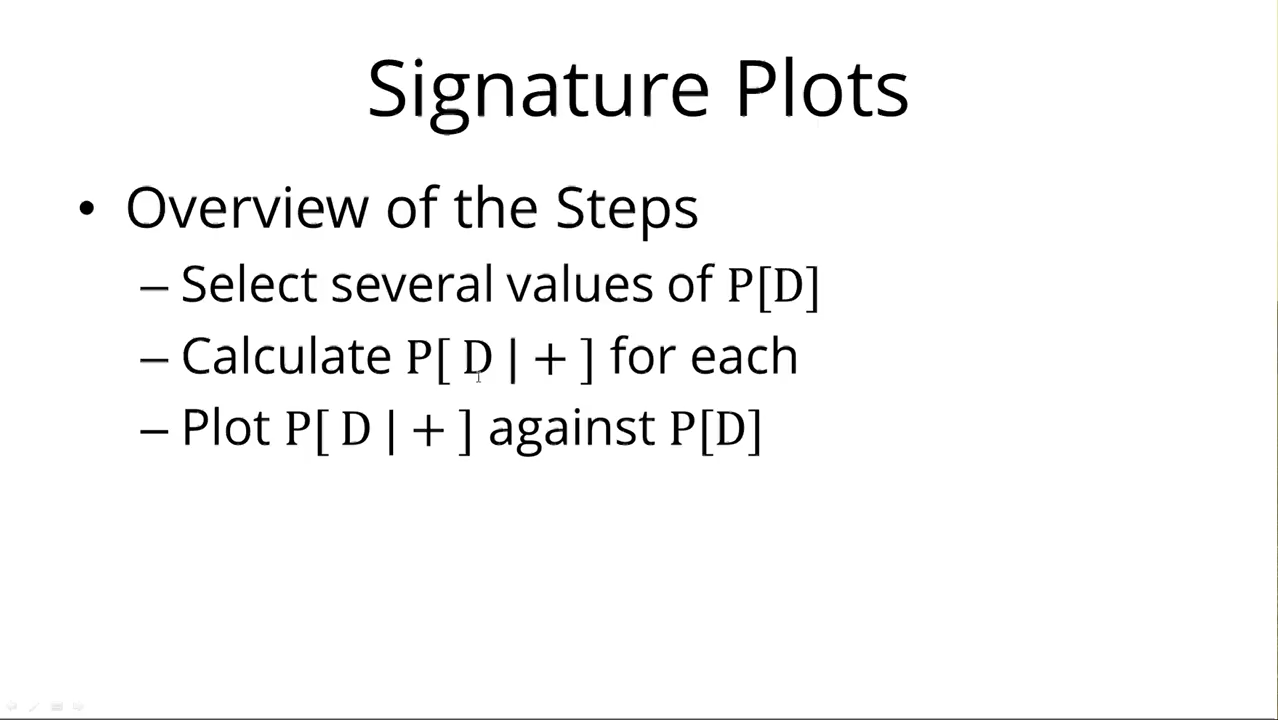 Signature Plots
• Overview of the Steps
– Select several values of P[D]
– Calculate P[ D | + ] for each
– Plot P[ D | + ] against P[D]